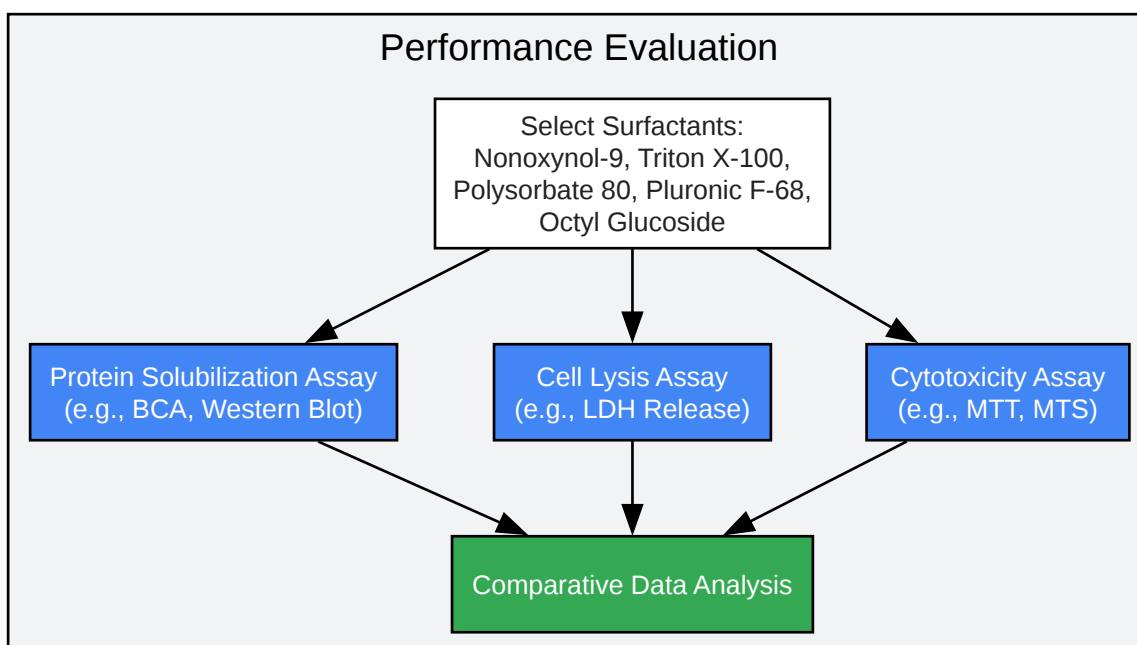 Performance Evaluation
Select Surfactants:
Nonoxynol-9, Triton X-100,
Polysorbate 80, Pluronic F-68,
Octyl Glucoside
Protein Solubilization Assay
(e.g., BCA, Western Blot)
Cell Lysis Assay
(e.g., LDH Release)
Cytotoxicity Assay
(e.g., MTT, MTS)
Comparative Data Analysis